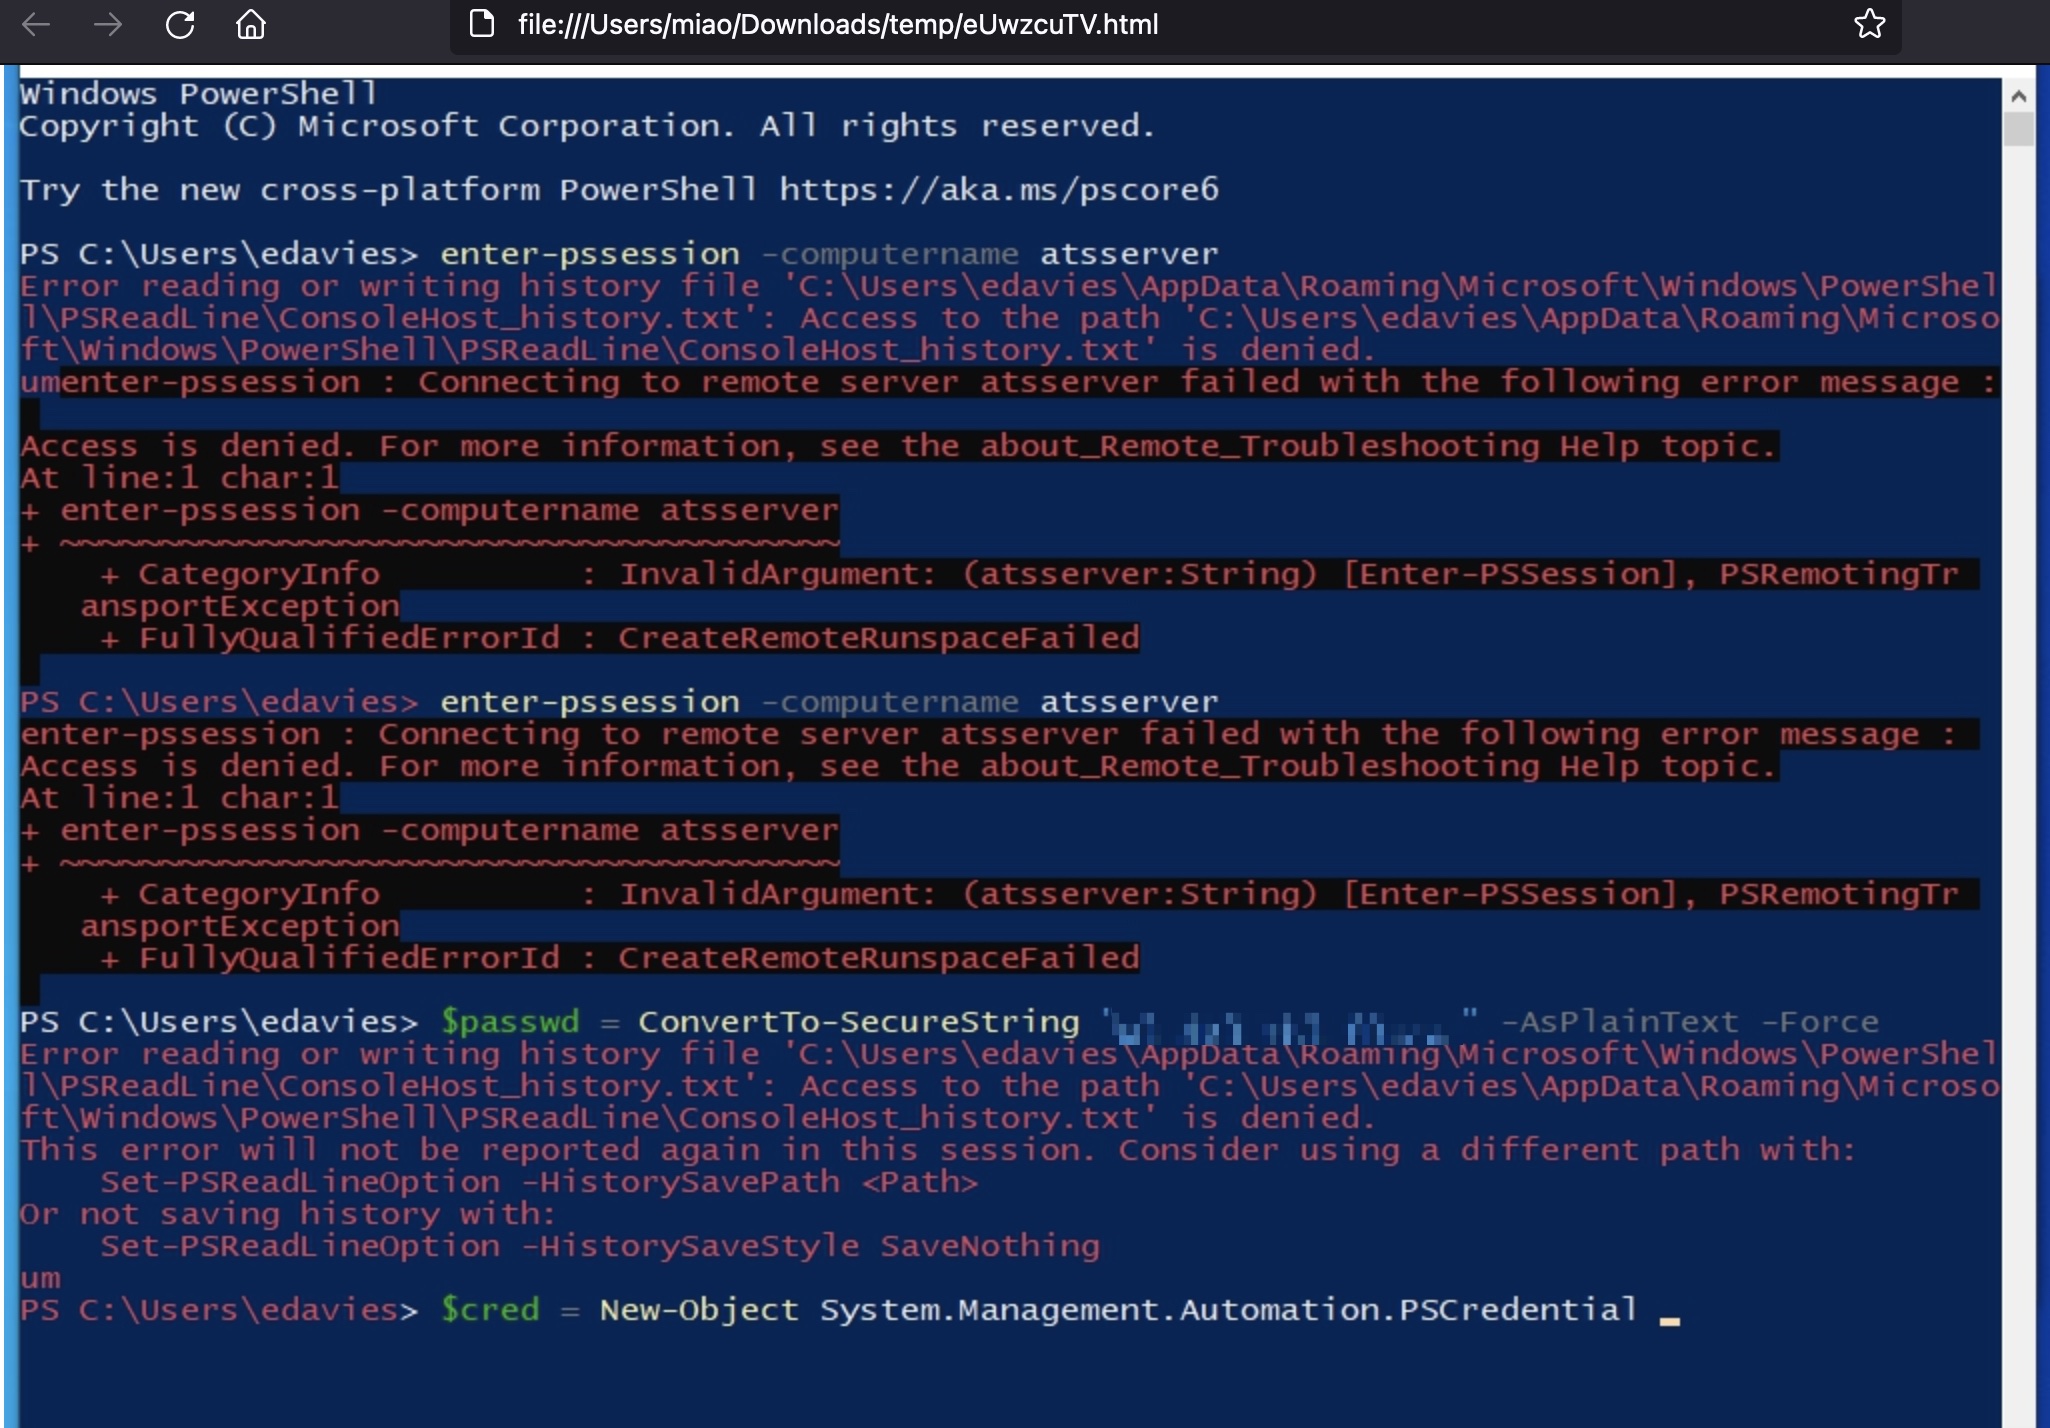 file:///Users/miao/Downloads/temp/eUwzcuTV.html
Windows PowerShell
Copyright (C) Microsoft Corporation. All rights reserved.
Try the new cross-platform PowerShell https://aka.ms/pscore6
PS C:\Users\edavies> enter-pssession -computername atsserver
Error reading or writing history file 'C:\Users\edavies\AppData\Roaming\Microsoft\Windows\PowerShel
l\PSReadLine\ConsoleHost_history.txt': Access to the path 'C:\Users\edavies\AppData\Roaming\Microso
ft\Windows\PowerShell\PSReadLine\ConsoleHost_history.txt' is denied.
umenter-pssession : Connecting to remote server atsserver failed with the following error message :
Access is denied. For more information, see the about_Remote_Troubleshooting Help topic.
At line:1 char:1
+ enter-pssession -computername atsserver
+ ~~~~~~~~~~~~~~~~~~~~~~~~~~~~~~~~~~~~~~~
+ CategoryInfo          : InvalidArgument: (atsserver:String) [Enter-PSSession], PSRemotingTr
ansportException
+ FullyQualifiedErrorId : CreateRemoteRunspaceFailed
PS C:\Users\edavies> enter-pssession -computername atsserver
enter-pssession : Connecting to remote server atsserver failed with the following error message :
Access is denied. For more information, see the about_Remote_Troubleshooting Help topic.
At line:1 char:1
+ enter-pssession -computername atsserver
+ ~~~~~~~~~~~~~~~~~~~~~~~~~~~~~~~~~~~~~~~
+ CategoryInfo          : InvalidArgument: (atsserver:String) [Enter-PSSession], PSRemotingTr
ansportException
+ FullyQualifiedErrorId : CreateRemoteRunspaceFailed
PS C:\Users\edavies> $passwd = ConvertTo-SecureString " " -AsPlainText -Force
Error reading or writing history file 'C:\Users\edavies\AppData\Roaming\Microsoft\Windows\PowerShel
l\PSReadLine\ConsoleHost_history.txt': Access to the path 'C:\Users\edavies\AppData\Roaming\Microso
ft\Windows\PowerShell\PSReadLine\ConsoleHost_history.txt' is denied.
This error will not be reported again in this session. Consider using a different path with:
Set-PSReadLineOption -HistorySavePath <Path>
Or not saving history with:
Set-PSReadLineOption -HistorySaveStyle SaveNothing
um
PS C:\Users\edavies> $cred = New-Object System.Management.Automation.PSCredential _